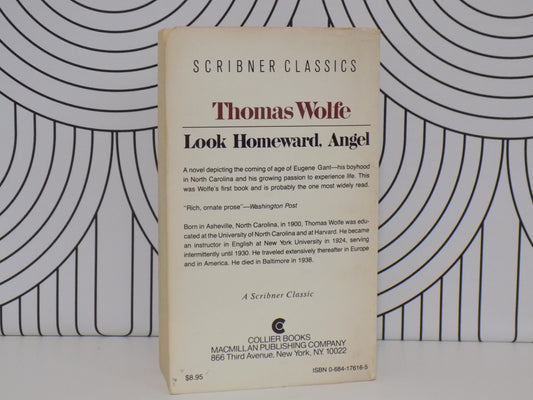 SCRIBNER CLASSICS
Thomas Wolfe
Look Homeward, Angel
A novel depicting the coming of age of Eugene Gant—his boyhood
in North Carolina and his growing passion to experience life. This
was Wolfe's first book and is probably the one most widely read.
"Rich, ornate prose"—Washington Post
Born in Asheville, North Carolina, in 1900, Thomas Wolfe was edu-
cated at the University of North Carolina and at Harvard. He became
an instructor in English at New York University in 1924, serving
intermittently until 1930. He traveled extensively thereafter in Europe
and in America. He died in Baltimore in 1938.
A Scribner Classic
COLLIER BOOKS
MACMILLAN PUBLISHING COMPANY
866 Third Avenue, New York, N.Y. 10022
$8.95
ISBN 0-684-17616-5